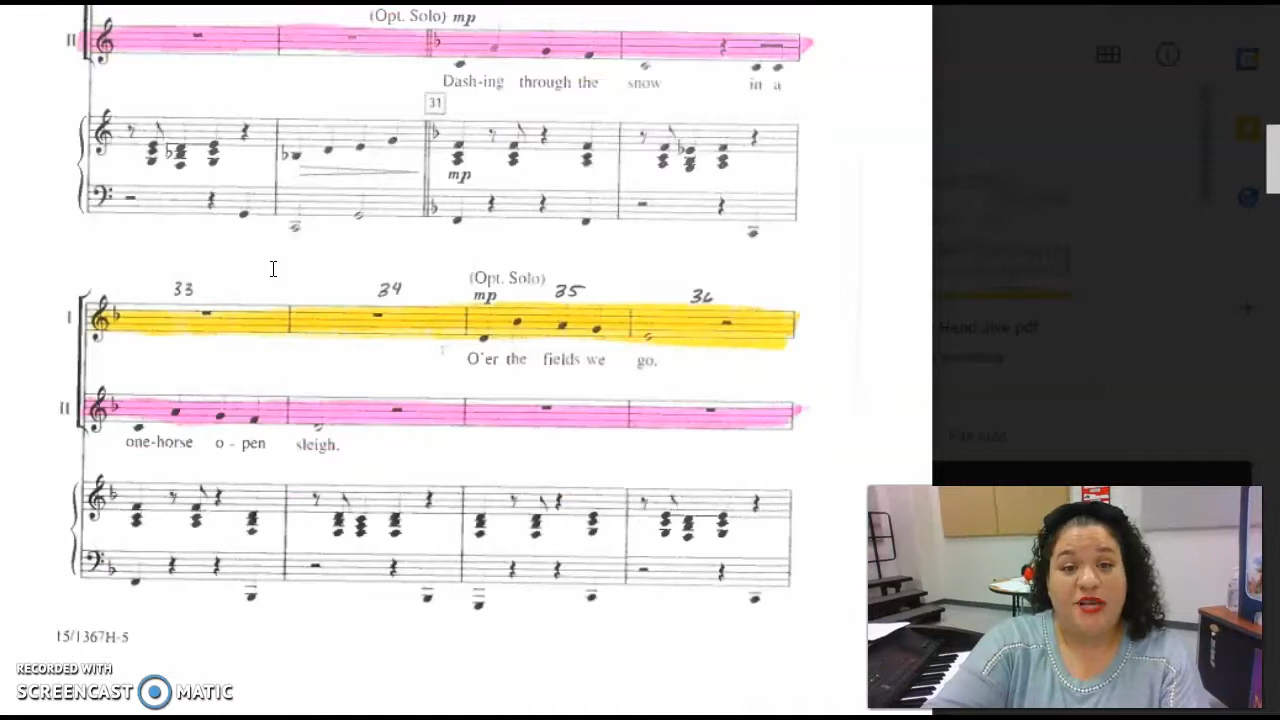 (Opt. Solo) mp
II
Dash-ing through the snow in a
31
mp
(Opt. Solo)
33 34 mp 35 36
I
O'er the fields we go.
II
one-horse o - pen sleigh.
15/1367H-5
RECORDED WITH
SCREENCAST MATIC